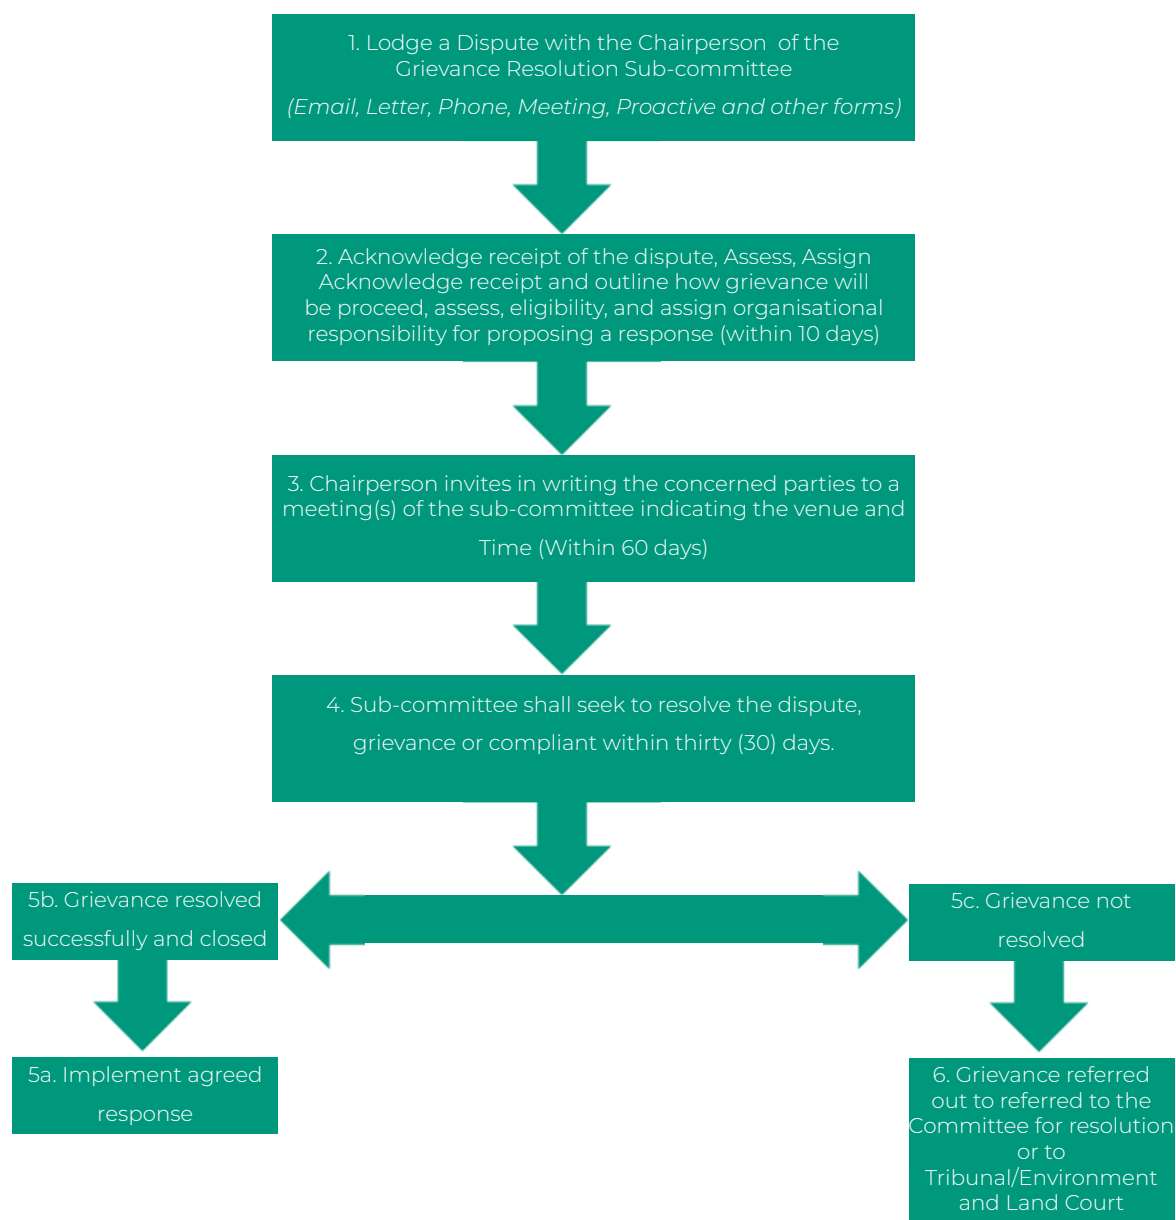 1. Lodge a Dispute with the Chairperson of the
Grievance Resolution Sub-committee
(Email, Letter, Phone, Meeting, Proactive and other forms)
2. Acknowledge receipt of the dispute, Assess, Assign
Acknowledge receipt and outline how grievance will
be proceed, assess, eligibility, and assign organisational
responsibility for proposing a response (within 10 days)
3. Chairperson invites in writing the concerned parties to a
meeting(s) of the sub-committee indicating the venue and
Time (Within 60 days)
4. Sub-committee shall seek to resolve the dispute,
grievance or compliant within thirty (30) days.
5b. Grievance resolved
successfully and closed
5c. Grievance not
resolved
5a. Implement agreed
response
6. Grievance referred
out to referred to the
Committee for resolution
or to
Tribunal/Environment
and Land Court